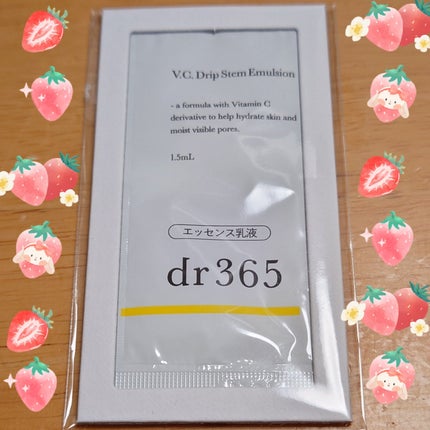 V.C. Drip Stem Emulsion
- a formula with Vitamin C
derivative to help hydrate skin and
moist visible pores.
1.5mL
エッセンス乳液
dr365